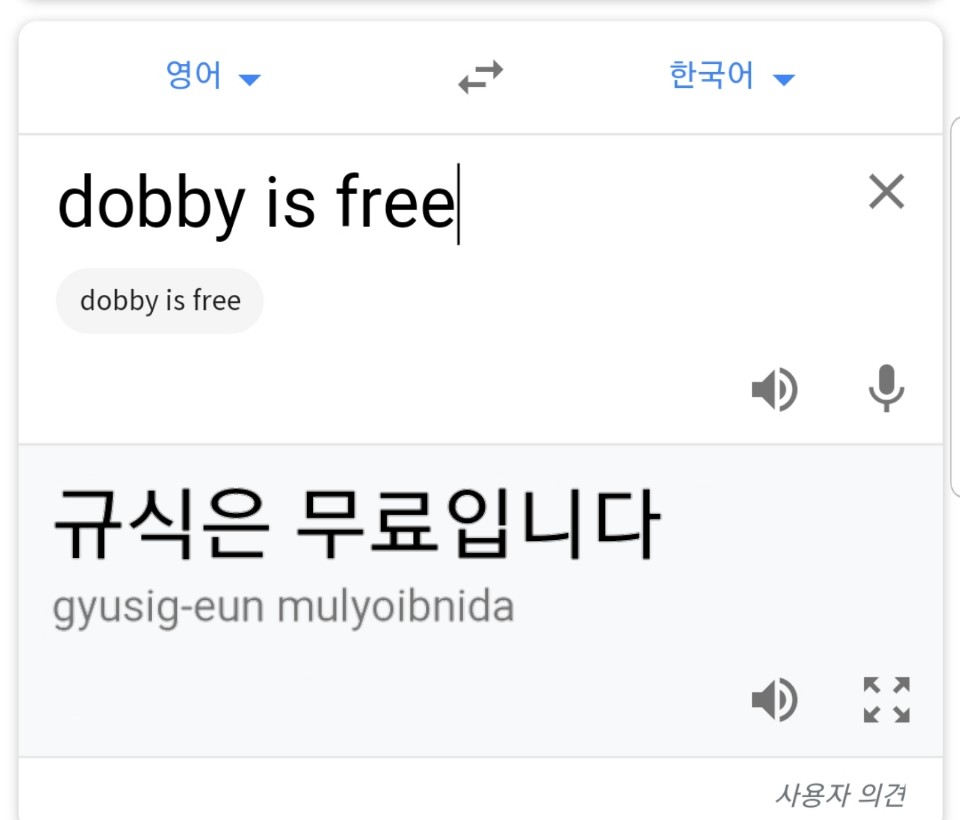 영어 한국어
dobby is free
dobby is free
규식은 무료입니다
gyusig-eun mulyoibnida
사용자 의견